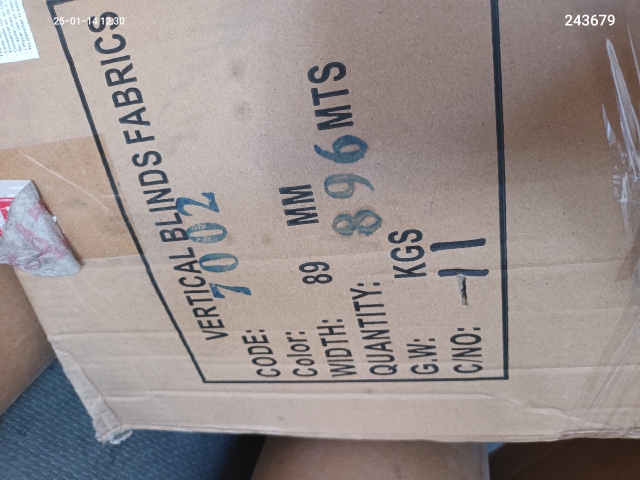 25-01-14 12:30
243679
VERTICAL BLINDS FABRICS
CODE: 7002
Color:
WIDTH: 89 MM
QUANTITY: 896 MTS
G.W: KGS
C/NO: -11